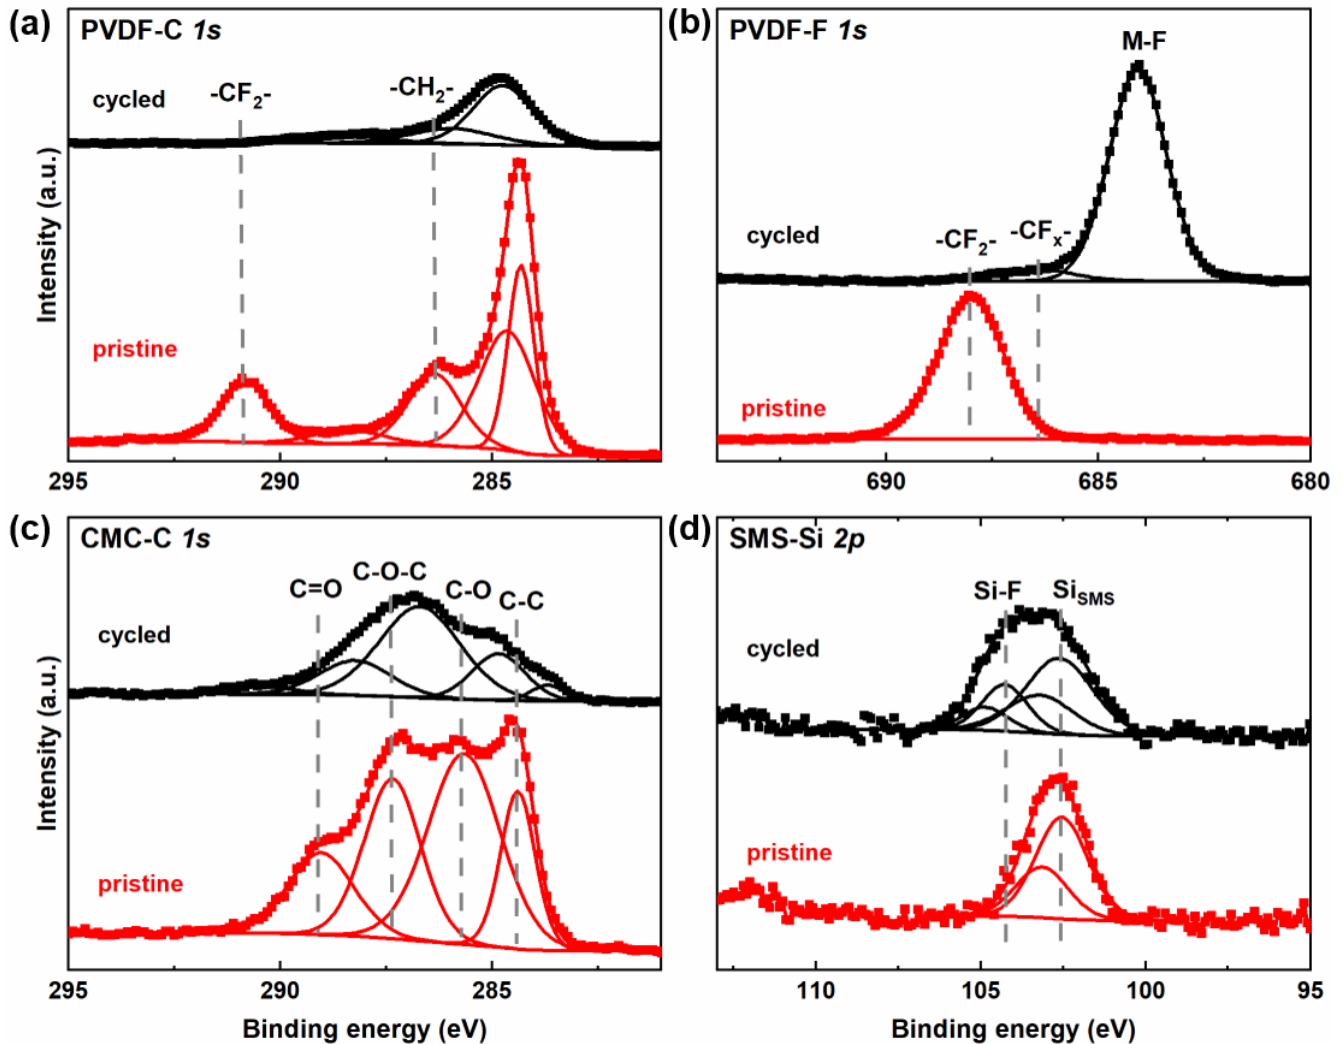 (a) PVDF-C 1s
cycled
-CF2-
-CH2-
pristine
Intensity (a.u.)
295 290 285
(b) PVDF-F 1s
M-F
cycled
-CF2-
-CFx-
pristine
690 685 680
(c) CMC-C 1s
C=O
C-O-C
C-O
C-C
cycled
pristine
Intensity (a.u.)
295 290 285
Binding energy (eV)
(d) SMS-Si 2p
Si-F
SiSMS
cycled
pristine
110 105 100 95
Binding energy (eV)